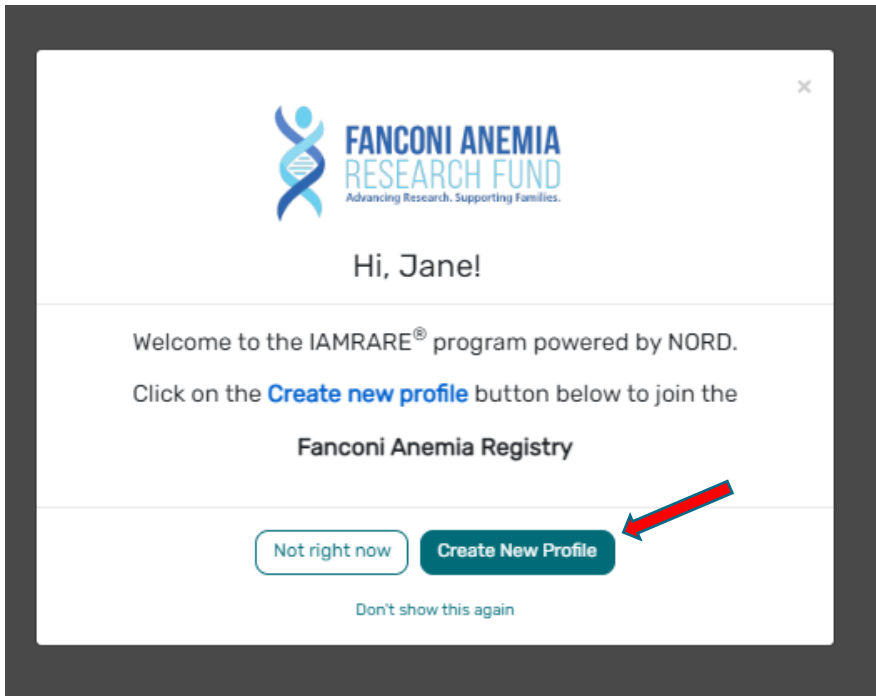 ×
FANCONI ANEMIA
RESEARCH FUND
Advancing Research. Supporting Families.
Hi, Jane!
Welcome to the IAMRARE® program powered by NORD.
Click on the Create new profile button below to join the
Fanconi Anemia Registry
Not right now Create New Profile
Don't show this again